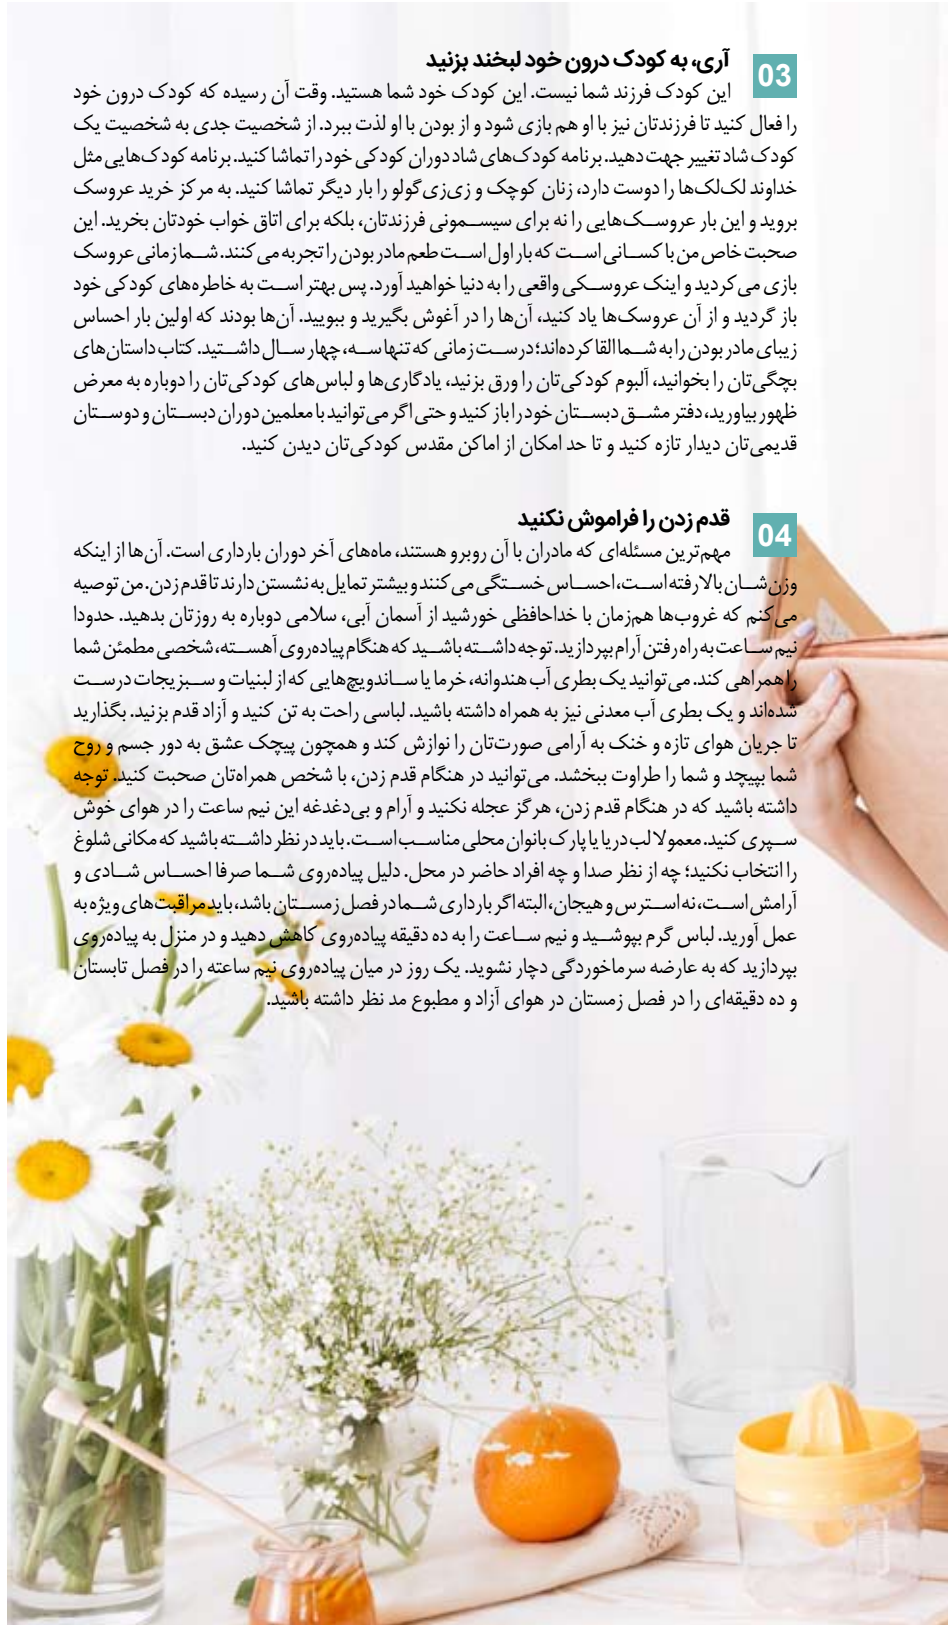 03
آری، به کودک درون خود لبخند بزنید
این کودک فرزند شما نیست. این کودک خود شما هستید. وقت آن رسیده که کودک درون خود
را فعال کنید تا فرزندتان نیز با او هم بازی شود و از بودن با او لذت ببرد. از شخصیت جدی به شخصیت یک
کودک شاد تغییر جهت دهید. برنامه کودک‌های شاد دوران کودکی خود را تماشا کنید. برنامه کودک‌هایی مثل
خداوند لک‌لک‌ها را دوست دارد، زنان کوچک و زی‌زی‌گولو را بار دیگر تماشا کنید. به مرکز خرید عروسک
بروید و این بار عروسک‌هایی را نه برای سیسمونی فرزندتان، بلکه برای اتاق خواب خودتان بخرید. این
صحبت خاص من با کسانی است که بار اول است طعم مادر بودن را تجربه می‌کنند. شما زمانی عروسک
بازی می‌کردید و اینک عروسکی واقعی را به دنیا خواهید آورد. پس بهتر است به خاطره‌های کودکی خود
باز گردید و از آن عروسک‌ها یاد کنید، آن‌ها را در آغوش بگیرید و ببویید. آن‌ها بودند که اولین بار احساس
زیبای مادر بودن را به شما القا کرده‌اند؛ درست زمانی که تنها سه، چهار سال داشتید. کتاب داستان‌های
بچگی‌تان را بخوانید، آلبوم کودکی‌تان را ورق بزنید، یادگاری‌ها و لباس‌های کودکی‌تان را دوباره به معرض
ظهور بیاورید، دفتر مشق دبستان خود را باز کنید و حتی اگر می‌توانید با معلمین دوران دبستان و دوستان
قدیمی‌تان دیدار تازه کنید و تا حد امکان از اماکن مقدس کودکی‌تان دیدن کنید.
04
قدم زدن را فراموش نکنید
مهم‌ترین مسئله‌ای که مادران با آن روبرو هستند، ماه‌های آخر دوران بارداری است. آن‌ها از اینکه
وزن‌شان بالا رفته است، احساس خستگی می‌کنند و بیشتر تمایل به نشستن دارند تا قدم زدن. من توصیه
می‌کنم که غروب‌ها هم‌زمان با خداحافظی خورشید از آسمان آبی، سلامی دوباره به روزتان بدهید. حدودا
نیم ساعت به راه رفتن آرام بپردازید. توجه داشته باشید که هنگام پیاده‌روی آهسته، شخصی مطمئن شما
را همراهی کند. می‌توانید یک بطری آب هندوانه، خرما یا ساندویچ‌هایی که از لبنیات و سبزیجات درست
شده‌اند و یک بطری آب معدنی نیز به همراه داشته باشید. لباسی راحت به تن کنید و آزاد قدم بزنید. بگذارید
تا جریان هوای تازه و خنک به آرامی صورت‌تان را نوازش کند و همچون پیچک عشق به دور جسم و روح
شما بپیچد و شما را طراوت ببخشد. می‌توانید در هنگام قدم زدن، با شخص همراه‌تان صحبت کنید. توجه
داشته باشید که در هنگام قدم زدن، هرگز عجله نکنید و آرام و بی‌دغدغه این نیم ساعت را در هوای خوش
سپری کنید. معمولا لب دریا یا پارک بانوان محلی مناسب است. باید در نظر داشته باشید که مکانی شلوغ
را انتخاب نکنید؛ چه از نظر صدا و چه افراد حاضر در محل. دلیل پیاده‌روی شما صرفا احساس شادی و
آرامش است، نه استرس و هیجان، البته اگر بارداری شما در فصل زمستان باشد، باید مراقبت‌های ویژه به
عمل آورید. لباس گرم بپوشید و نیم ساعت را به ده دقیقه پیاده‌روی کاهش دهید و در منزل به پیاده‌روی
بپردازید که به عارضه سرماخوردگی دچار نشوید. یک روز در میان پیاده‌روی نیم ساعته را در فصل تابستان
و ده دقیقه‌ای را در فصل زمستان در هوای آزاد و مطبوع مد نظر داشته باشید.